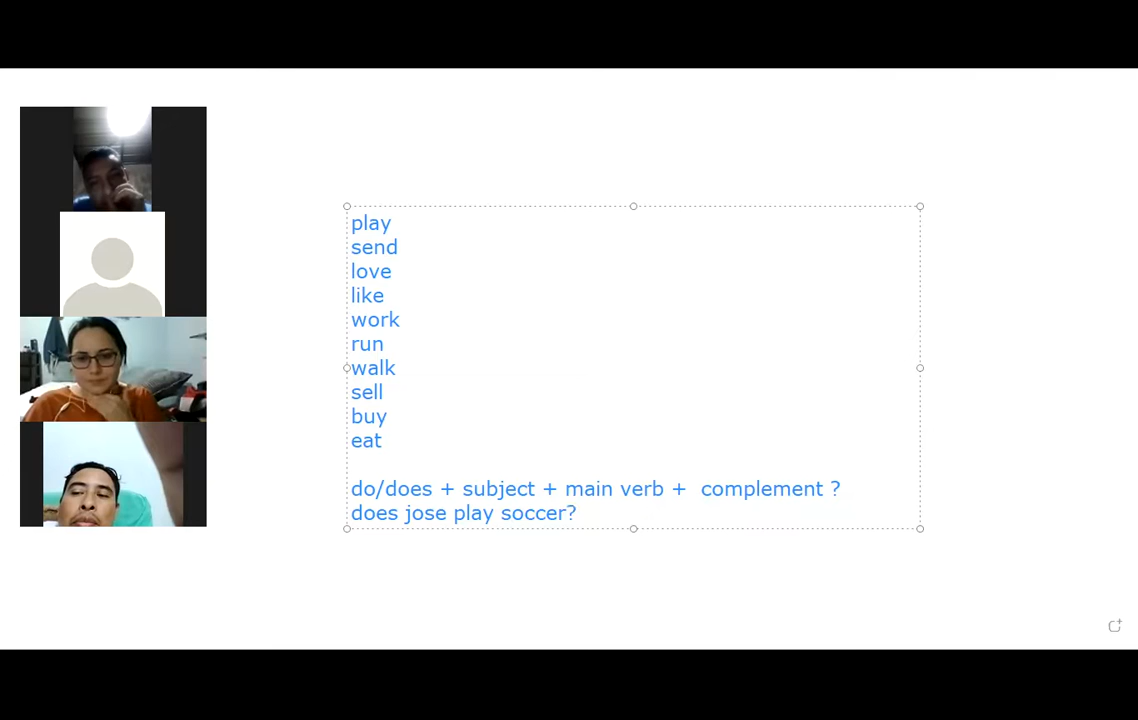 play
send
love
like
work
run
walk
sell
buy
eat
do/does + subject + main verb +  complement ?
does jose play soccer?